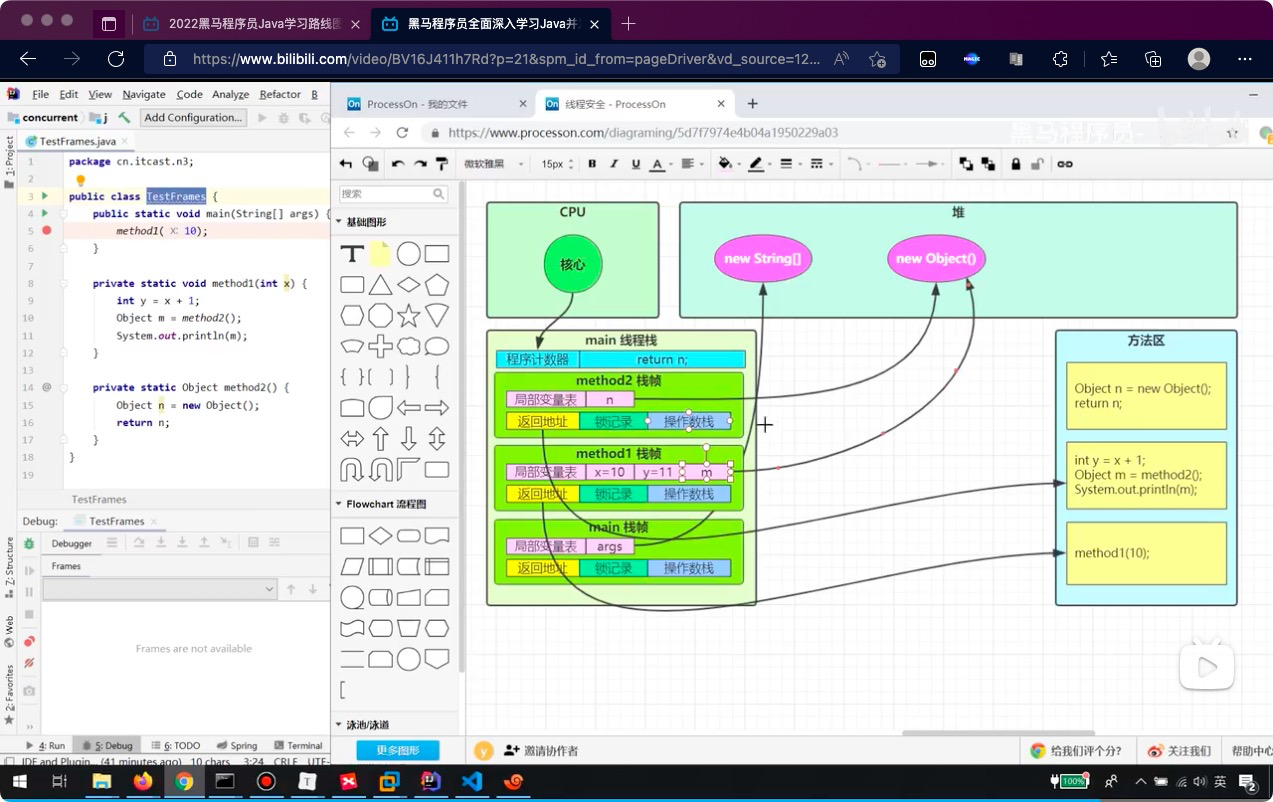 2022黑马程序员Java学习路线图
黑马程序员全面深入学习Java并
https://www.bilibili.com/video/BV16J411h7Rd?p=21&spm_id_from=pageDriver&vd_source=12...
File Edit View Navigate Code Analyze Refactor B
concurrent j Add Configuration...
TestFrames.java
1 package cn.itcast.n3;
2
3 public class TestFrames {
4 public static void main(String[] args) {
5 method1( x: 10);
6 }
7
8 private static void method1(int x) {
9 int y = x + 1;
10 Object m = method2();
11 System.out.println(m);
12 }
13
14 @ private static Object method2() {
15 Object n = new Object();
16 return n;
17 }
18 }
19
TestFrames
Debug: TestFrames
Debugger
Frames
Frames are not available
1: Project
Z: Structure
Web
2: Favorites
4: Run 5: Debug 6: TODO Spring Terminal
IDE and Plugin... (41 minutes ago) 10 chars 3:24 CRLF UTF-
ProcessOn - 我的文件
线程安全 - ProcessOn
https://www.processon.com/diagraming/5d7f7974e4b04a1950229a03
黑马程序员-
微软雅黑 15px B I U A
搜索
基础图形
T
Flowchart 流程图
泳池/泳道
更多图形
CPU
核心
堆
new String[]
new Object()
main 线程栈
程序计数器 return n;
method2 栈帧
局部变量表 n
返回地址 锁记录 操作数栈
method1 栈帧
局部变量表 x=10 y=11 m
返回地址 锁记录 操作数栈
main 栈帧
局部变量表 args
返回地址 锁记录 操作数栈
方法区
Object n = new Object();
return n;
int y = x + 1;
Object m = method2();
System.out.println(m);
method1(10);
y 邀请协作者
给我们评个分?
关注我们
帮助中心
100%
英
2